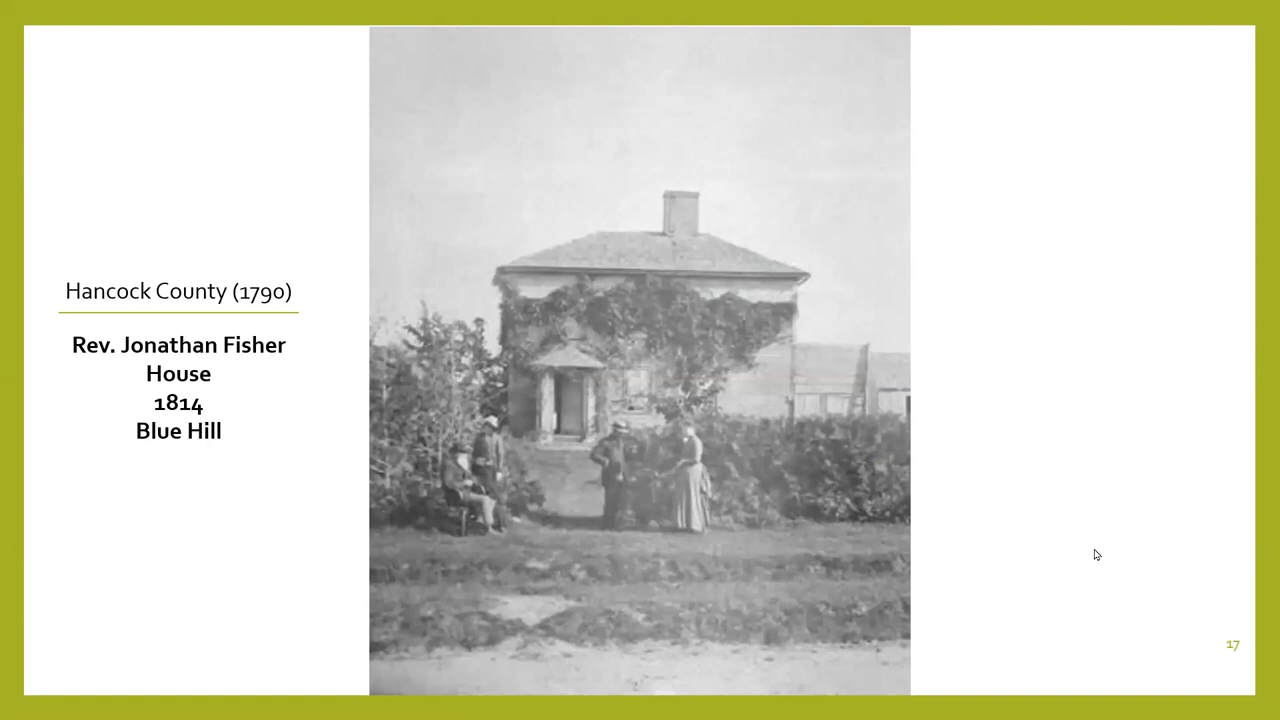 Hancock County (1790)
Rev. Jonathan Fisher
House
1814
Blue Hill
17